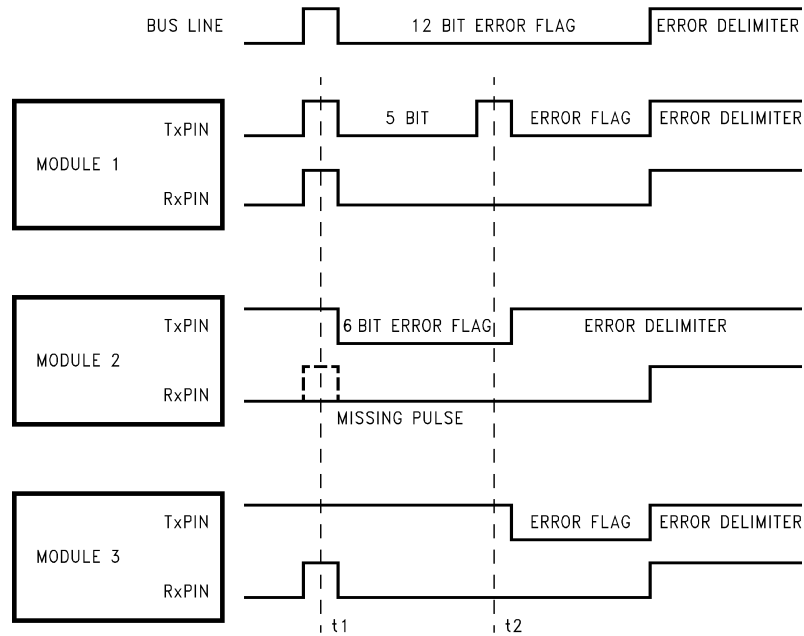 BUS LINE 12 BIT ERROR FLAG ERROR DELIMITER
TxPIN 5 BIT ERROR FLAG ERROR DELIMITER
MODULE 1
RxPIN
TxPIN 6 BIT ERROR FLAG ERROR DELIMITER
MODULE 2
RxPIN
MISSING PULSE
TxPIN ERROR FLAG ERROR DELIMITER
MODULE 3
RxPIN
t1 t2